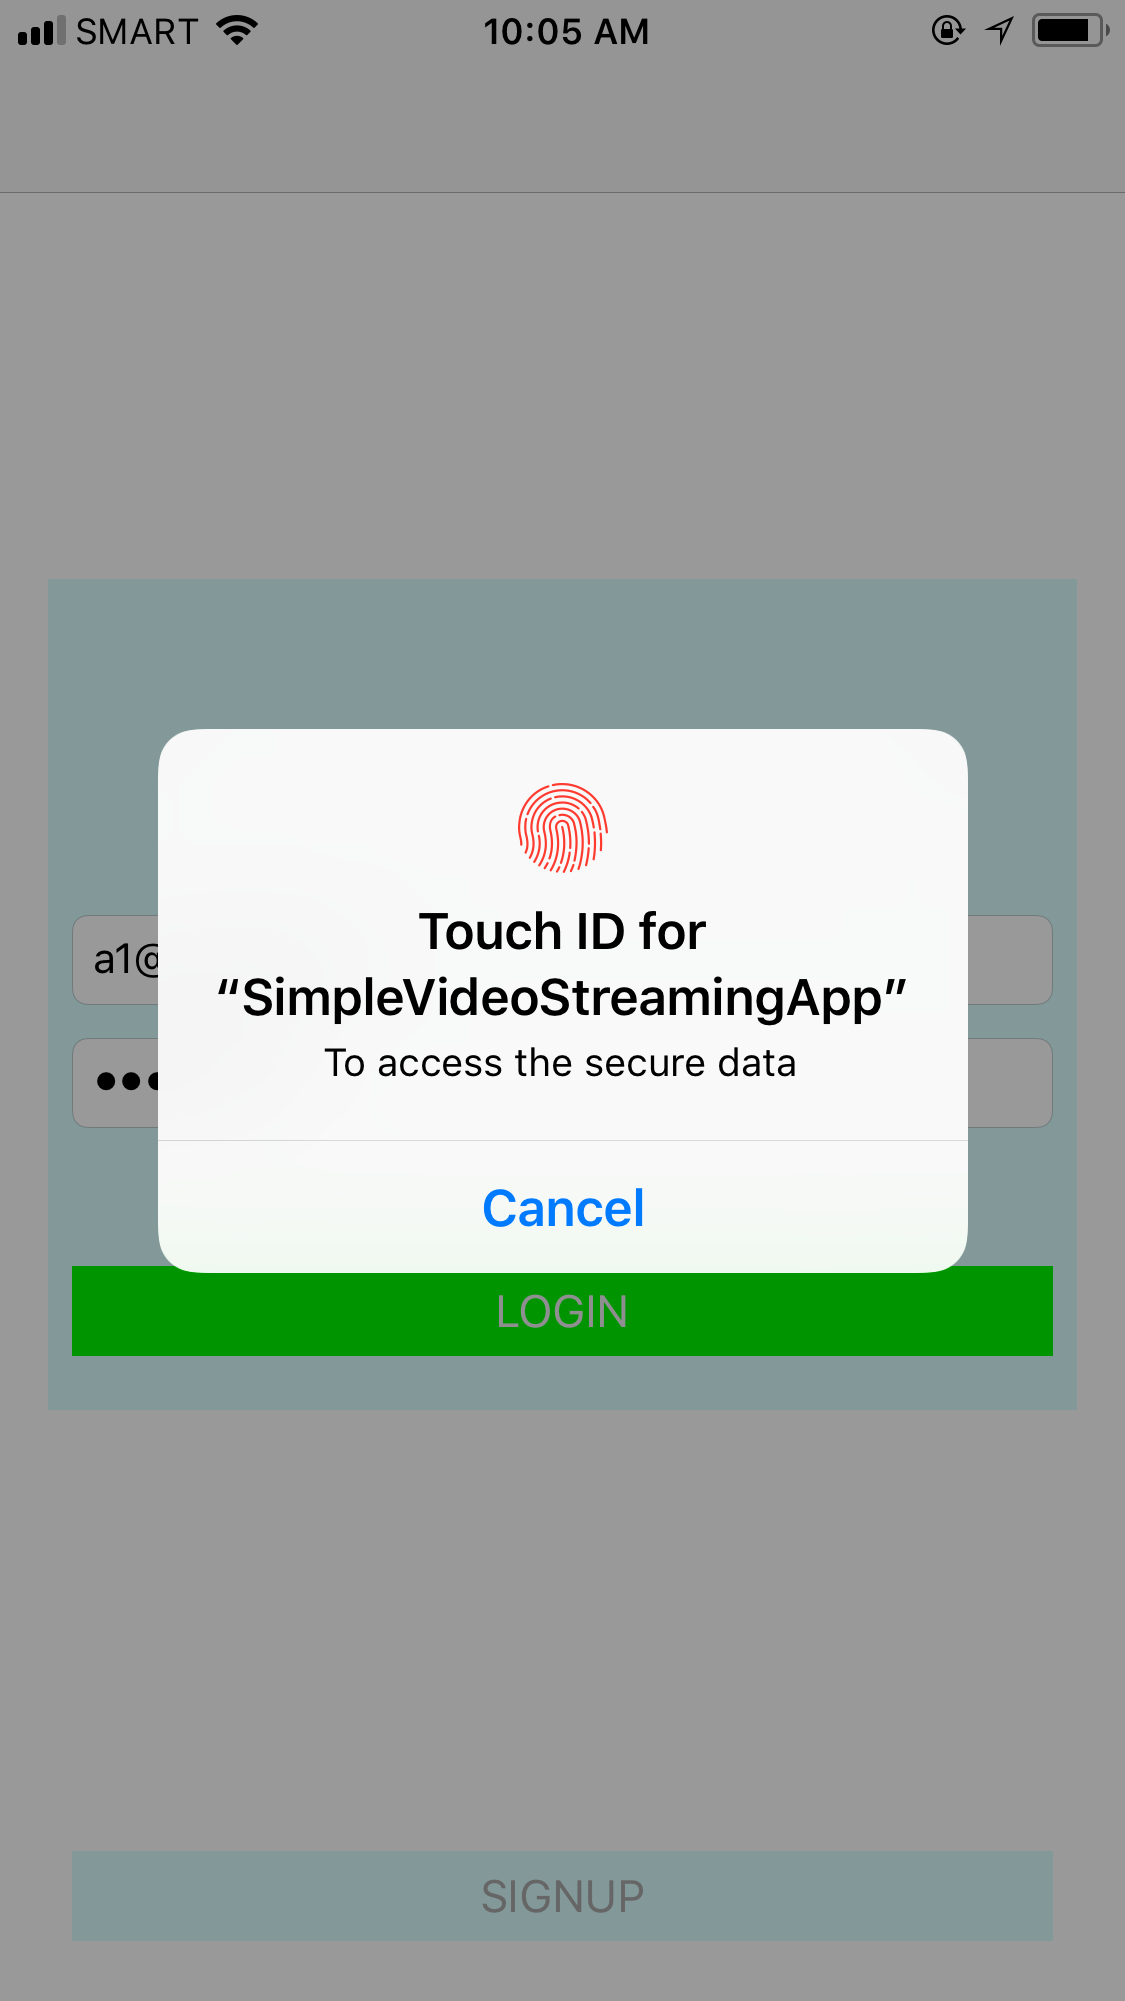 SMART 10:05 AM
Touch ID for
“SimpleVideoStreamingApp”
To access the secure data
a1@
•••
Cancel
LOGIN
SIGNUP